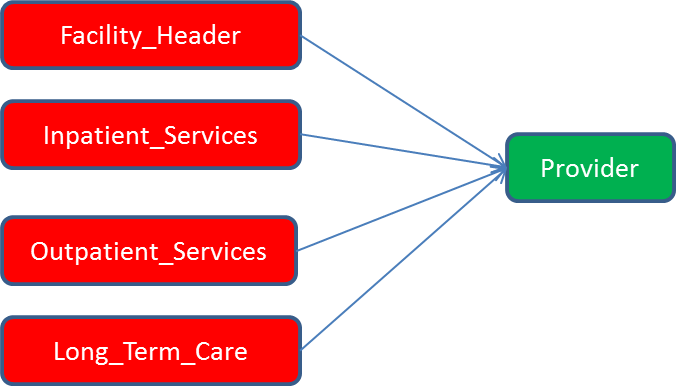 Facility_Header
Inpatient_Services
Provider
Outpatient_Services
Long_Term_Care